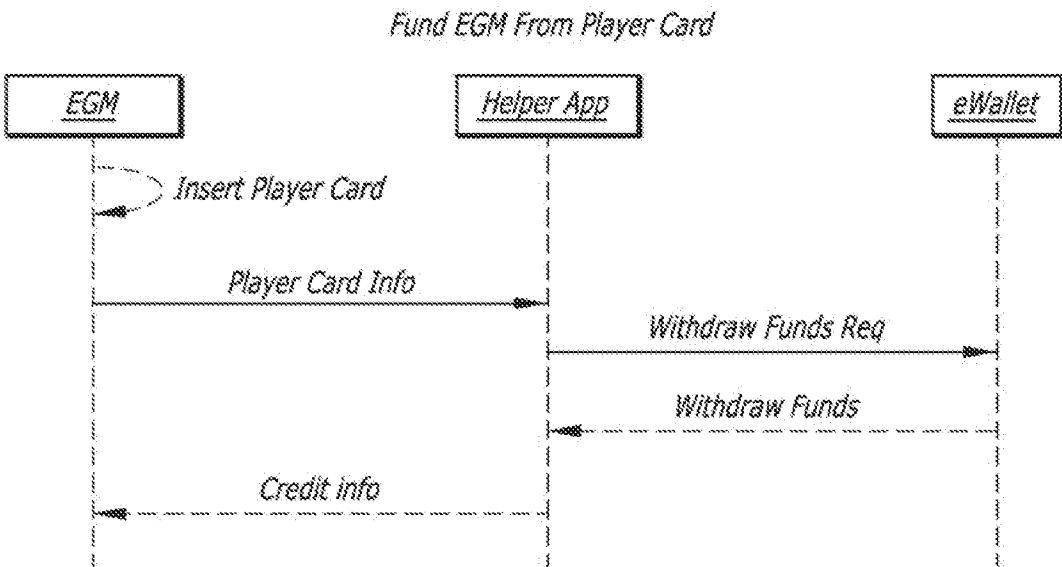 Fund EGM From Player Card
EGM
Helper App
eWallet
Insert Player Card
Player Card Info
Withdraw Funds Req
Withdraw Funds
Credit info